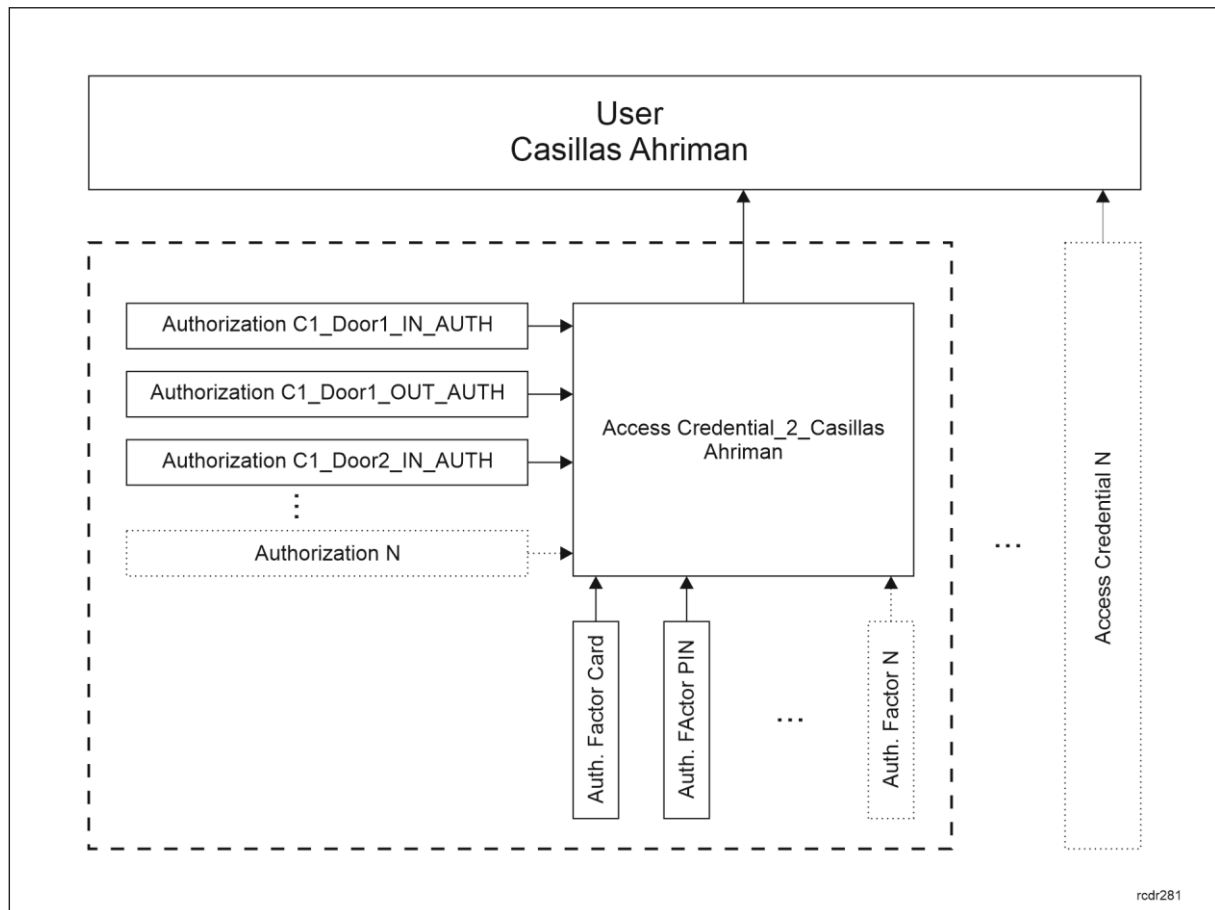 User
Casillas Ahriman
Authorization C1_Door1_IN_AUTH
Authorization C1_Door1_OUT_AUTH
Authorization C1_Door2_IN_AUTH
...
Authorization N
Access Credential_2_Casillas
Ahriman
Auth. Factor Card
Auth. FActor PIN
...
Auth. Factor N
...
Access Credential N
rcdr281